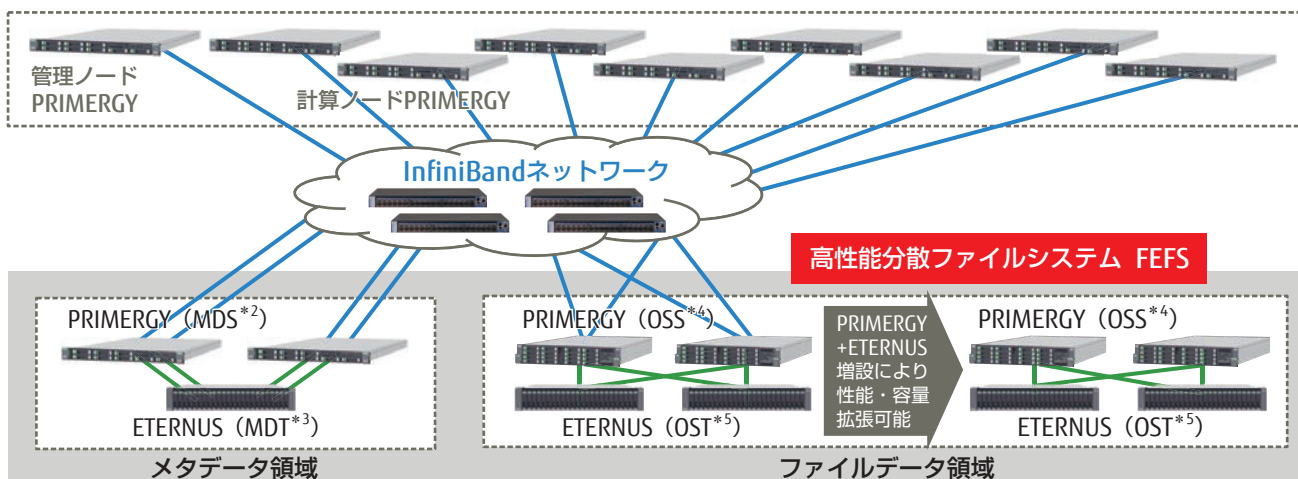 管理ノード
PRIMERGY
計算ノードPRIMERGY
InfiniBandネットワーク
高性能分散ファイルシステム FEFS
PRIMERGY（MDS*2）
ETERNUS（MDT*3）
メタデータ領域
PRIMERGY（OSS*4）
ETERNUS（OST*5）
PRIMERGY
+ETERNUS
増設により
性能・容量
拡張可能
PRIMERGY（OSS*4）
ETERNUS（OST*5）
ファイルデータ領域